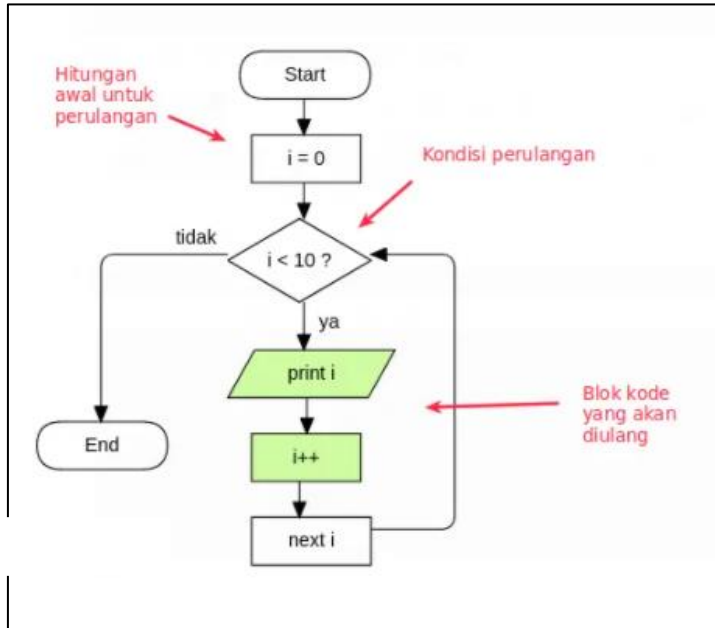 Start
Hitungan
awal untuk
perulangan
i = 0
Kondisi perulangan
tidak
i < 10 ?
ya
print i
Blok kode
yang akan
diulang
End
i++
next i